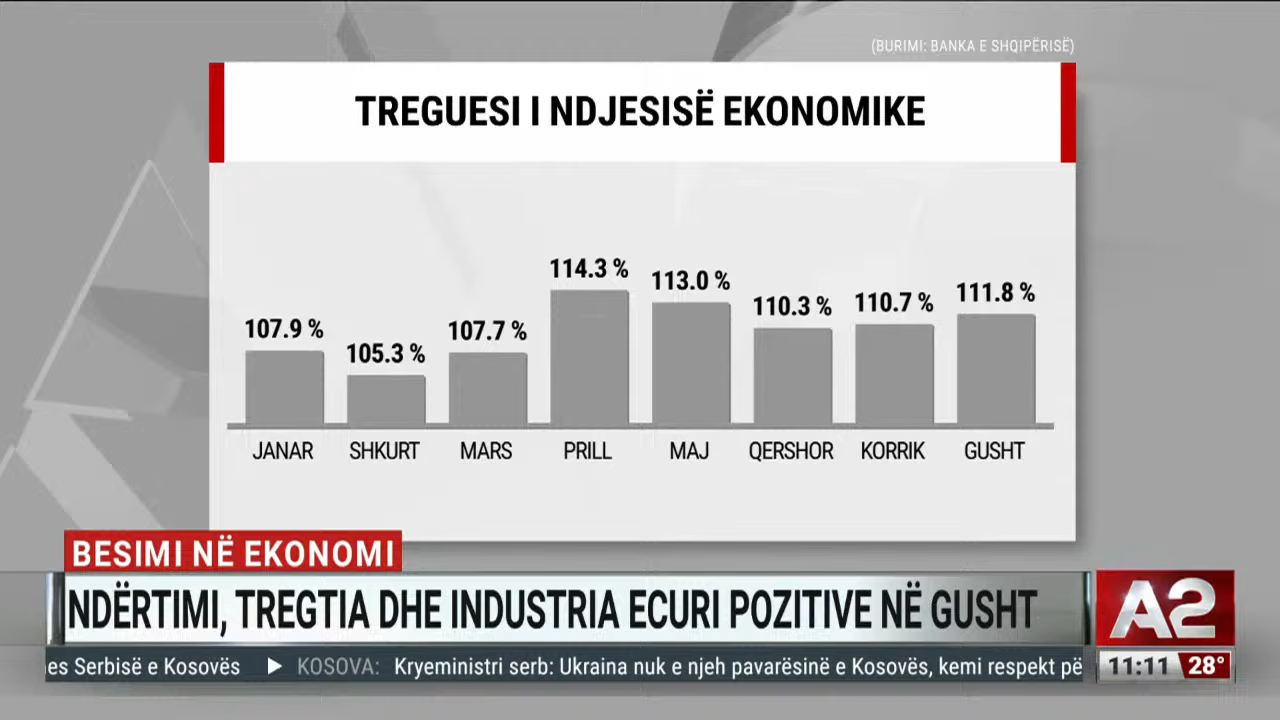 (BURIMI: BANKA E SHQIPËRISË)
TREGUESI I NDJESISË EKONOMIKE
107.9 %
105.3 %
107.7 %
114.3 %
113.0 %
110.3 %
110.7 %
111.8 %
JANAR
SHKURT
MARS
PRILL
MAJ
QERSHOR
KORRIK
GUSHT
BESIMI NË EKONOMI
NDËRTIMI, TREGTIA DHE INDUSTRIA ECURI POZITIVE NË GUSHT
A2
es Serbisë e Kosovës ▶ KOSOVA: Kryeministri serb: Ukraina nuk e njeh pavarësinë e Kosovës, kemi respekt pë
11:11 28°